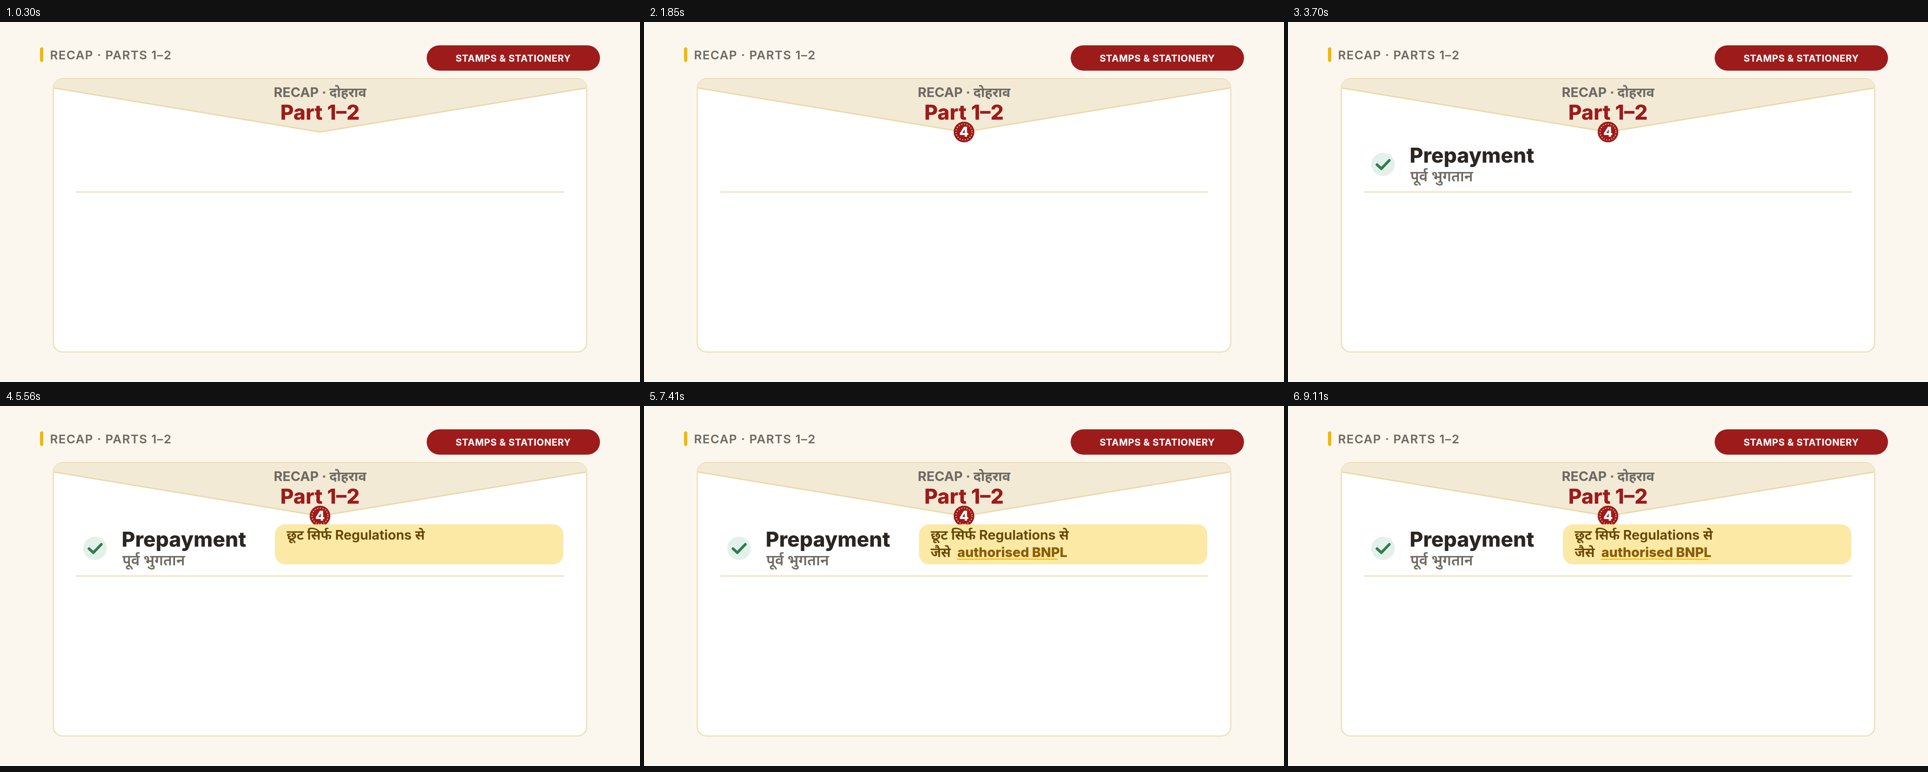 1. 0.30s
RECAP · PARTS 1–2
STAMPS & STATIONERY
RECAP · दोहराव
Part 1–2
2. 1.85s
RECAP · PARTS 1–2
STAMPS & STATIONERY
RECAP · दोहराव
Part 1–2
4
3. 3.70s
RECAP · PARTS 1–2
STAMPS & STATIONERY
RECAP · दोहराव
Part 1–2
4
Prepayment
पूर्व भुगतान
4. 5.56s
RECAP · PARTS 1–2
STAMPS & STATIONERY
RECAP · दोहराव
Part 1–2
4
Prepayment
पूर्व भुगतान
छूट सिर्फ Regulations से
5. 7.41s
RECAP · PARTS 1–2
STAMPS & STATIONERY
RECAP · दोहराव
Part 1–2
4
Prepayment
पूर्व भुगतान
छूट सिर्फ Regulations से
जैसे authorised BNPL
6. 9.11s
RECAP · PARTS 1–2
STAMPS & STATIONERY
RECAP · दोहराव
Part 1–2
4
Prepayment
पूर्व भुगतान
छूट सिर्फ Regulations से
जैसे authorised BNPL